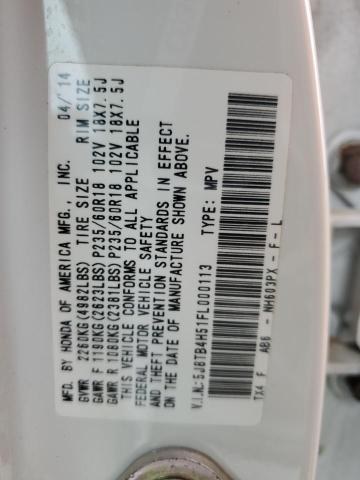 MFD. BY HONDA OF AMERICA MFG., INC. 04/'14
GVWR 2260KG(4982LBS) TIRE SIZE RIM SIZE
GAWR F 1190KG(2623LBS) P235/60R18 102V 18X7.5J
GAWR R 1080KG(2381LBS) P235/60R18 102V 18X7.5J
THIS VEHICLE CONFORMS TO ALL APPLICABLE
FEDERAL MOTOR VEHICLE SAFETY
AND THEFT PREVENTION STANDARDS IN EFFECT
ON THE DATE OF MANUFACTURE SHOWN ABOVE.
V.I.N.:5J8TB4H51FL000113 TYPE: MPV
TX4 F AB6 - NH603PX - F - L